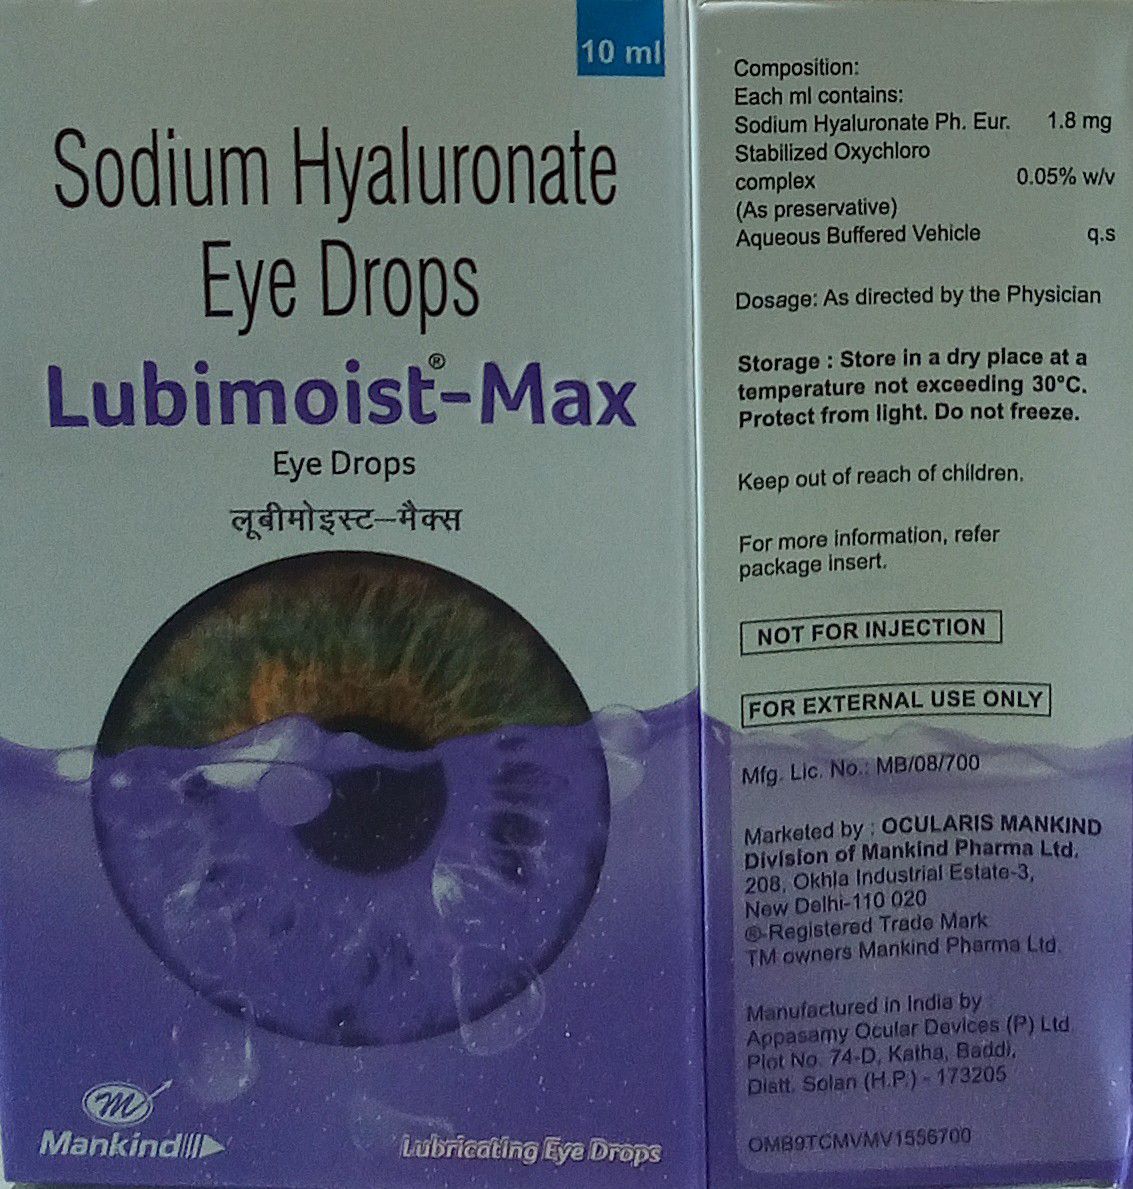 10 ml
Sodium Hyaluronate
Eye Drops
Lubimoist®-Max
Eye Drops
लूबीमोइस्ट–मैक्स
Mankind
Lubricating Eye Drops
Composition:
Each ml contains:
Sodium Hyaluronate Ph. Eur. 1.8 mg
Stabilized Oxychloro
complex 0.05% w/v
(As preservative)
Aqueous Buffered Vehicle q.s
Dosage: As directed by the Physician
Storage : Store in a dry place at a
temperature not exceeding 30°C.
Protect from light. Do not freeze.
Keep out of reach of children.
For more information, refer
package insert.
NOT FOR INJECTION
FOR EXTERNAL USE ONLY
Mfg. Lic. No.: MB/08/700
Marketed by : OCULARIS MANKIND
Division of Mankind Pharma Ltd.
208, Okhla Industrial Estate-3,
New Delhi-110 020
®-Registered Trade Mark
TM owners Mankind Pharma Ltd.
Manufactured in India by
Appasamy Ocular Devices (P) Ltd
Plot No. 74-D, Katha, Baddi,
Distt. Solan (H.P.) - 173205
OMB9TCMVMV1556700